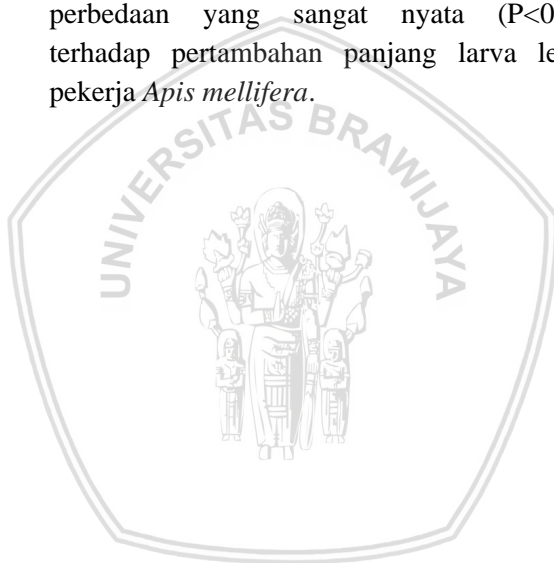 perbedaan yang sangat nyata (P<0
terhadap pertambahan panjang larva le
pekerja Apis mellifera.
UNIVERSITAS BRAWIJAYA